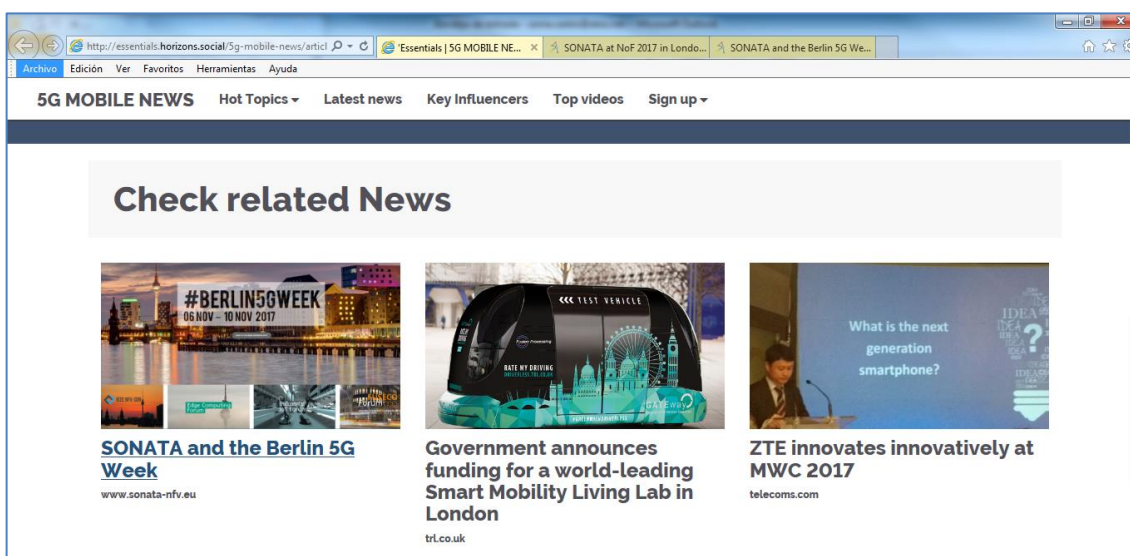 http://essentials.horizons.social/5g-mobile-news/articl
'Essentials | 5G MOBILE NE...
SONATA at NoF 2017 in Londo...
SONATA and the Berlin 5G We...
Archivo Edición Ver Favoritos Herramientas Ayuda
5G MOBILE NEWS Hot Topics Latest news Key Influencers Top videos Sign up
Check related News
#BERLIN5GWEEK
06 NOV – 10 NOV 2017
Edge Computing
Forum
SONATA and the Berlin 5G
Week
www.sonata-nfv.eu
<<< TEST VEHICLE
RATE MY DRIVING
GATEway
Government announces
funding for a world-leading
Smart Mobility Living Lab in
London
trl.co.uk
What is the next
generation
smartphone?
IDEA
ZTE innovates innovatively at
MWC 2017
telecoms.com